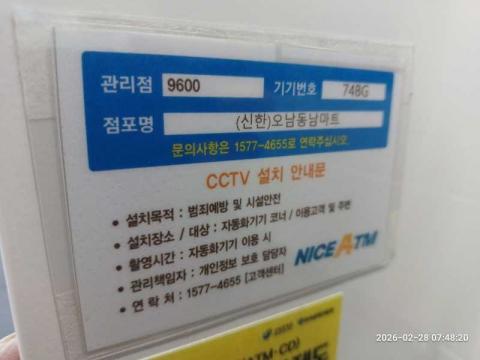 관리점 9600 기기번호 748G
점포명 (신한)오남동남마트
문의사항은 1577-4655로 연락주십시오.
CCTV 설치 안내문
• 설치목적 : 범죄예방 및 시설안전
• 설치장소 / 대상 : 자동화기기 코너 / 이용고객 및 주변
• 촬영시간 : 자동화기기 이용 시
• 관리책임자 : 개인정보 보호 담당자
• 연 락 처 : 1577-4655 [고객센터]
NICE ATM
ATM·CD)
2026-02-28 07:48:20